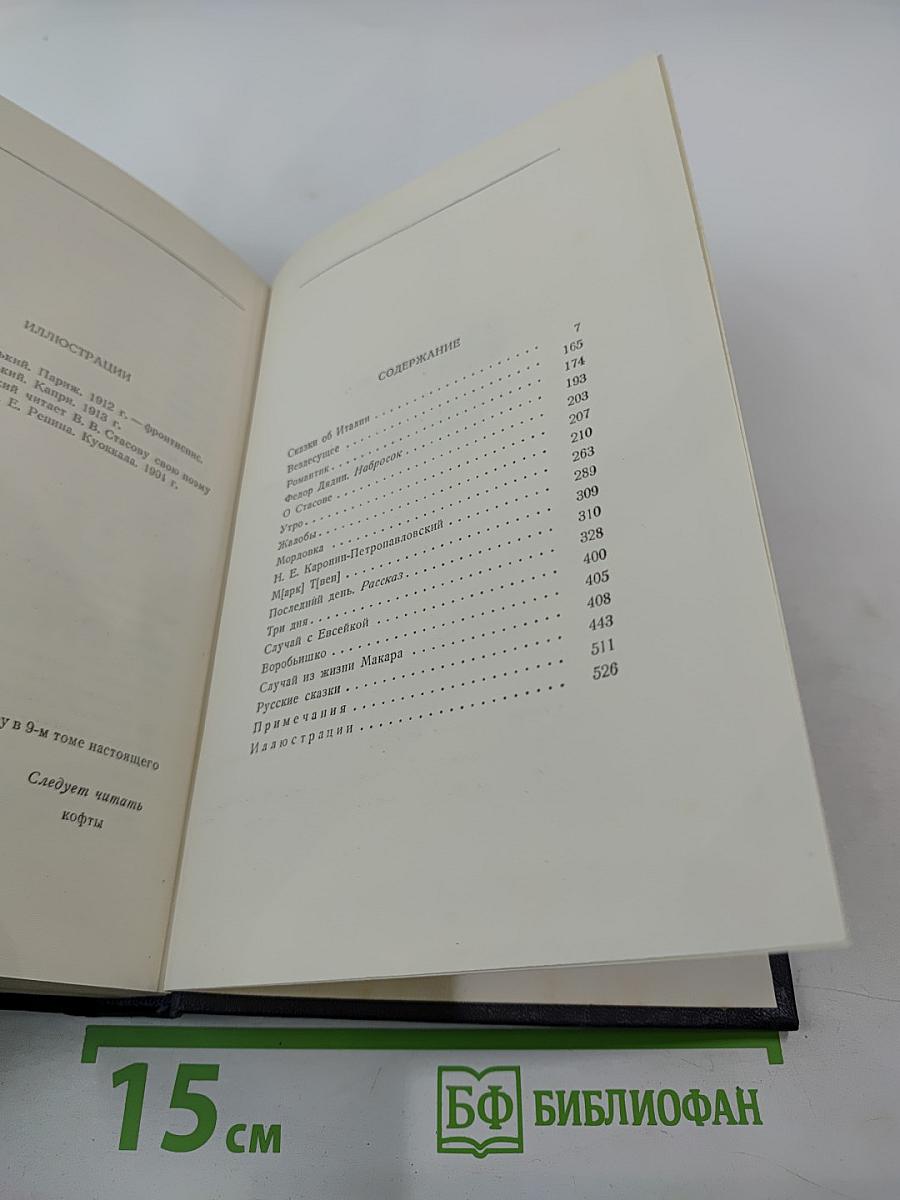 ИЛЛЮСТРАЦИИ
ький. Париж. 1912 г. — фронтиспис.
ький. Капри. 1913 г.
кий читает В. В. Стасову свою поэму
Е. Репина. Куоккала. 1904 г.
у в 9-м томе настоящего
Следует читать
кофты
СОДЕРЖАНИЕ
Сказки об Италии . . . 7
Вездесущее . . . 165
Романтик . . . 174
Федор Дядин. Набросок . . . 193
О Стасове . . . 203
Утро . . . 207
Жалобы . . . 210
Мордовка . . . 263
Н. Е. Каронин-Петропавловский . . . 289
М[арк] Т[вен] . . . 309
Последний день. Рассказ . . . 310
Три дня . . . 328
Случай с Евсейкой . . . 400
Воробьишко . . . 405
Случай из жизни Макара . . . 408
Русские сказки . . . 443
Примечания . . . 511
Иллюстрации . . . 526
15 см
БФ БИБЛИОФАН